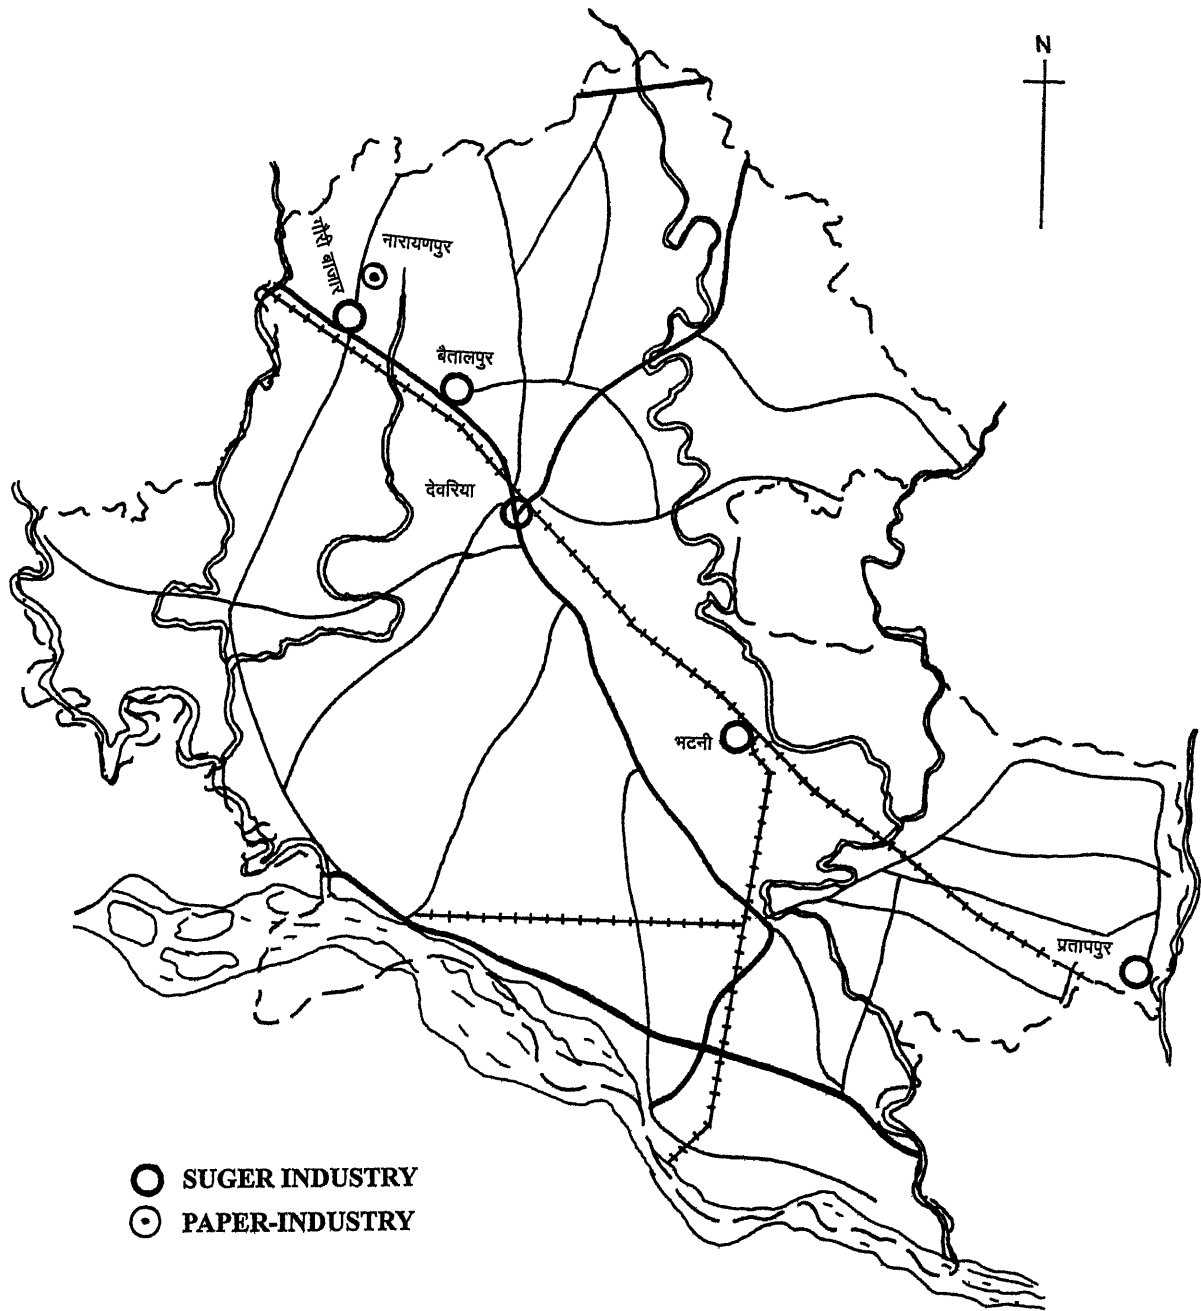 N
गौरी बाजार
नारायणपुर
बैतालपुर
देवरिया
भटनी
प्रतापपुर
SUGER INDUSTRY
PAPER-INDUSTRY